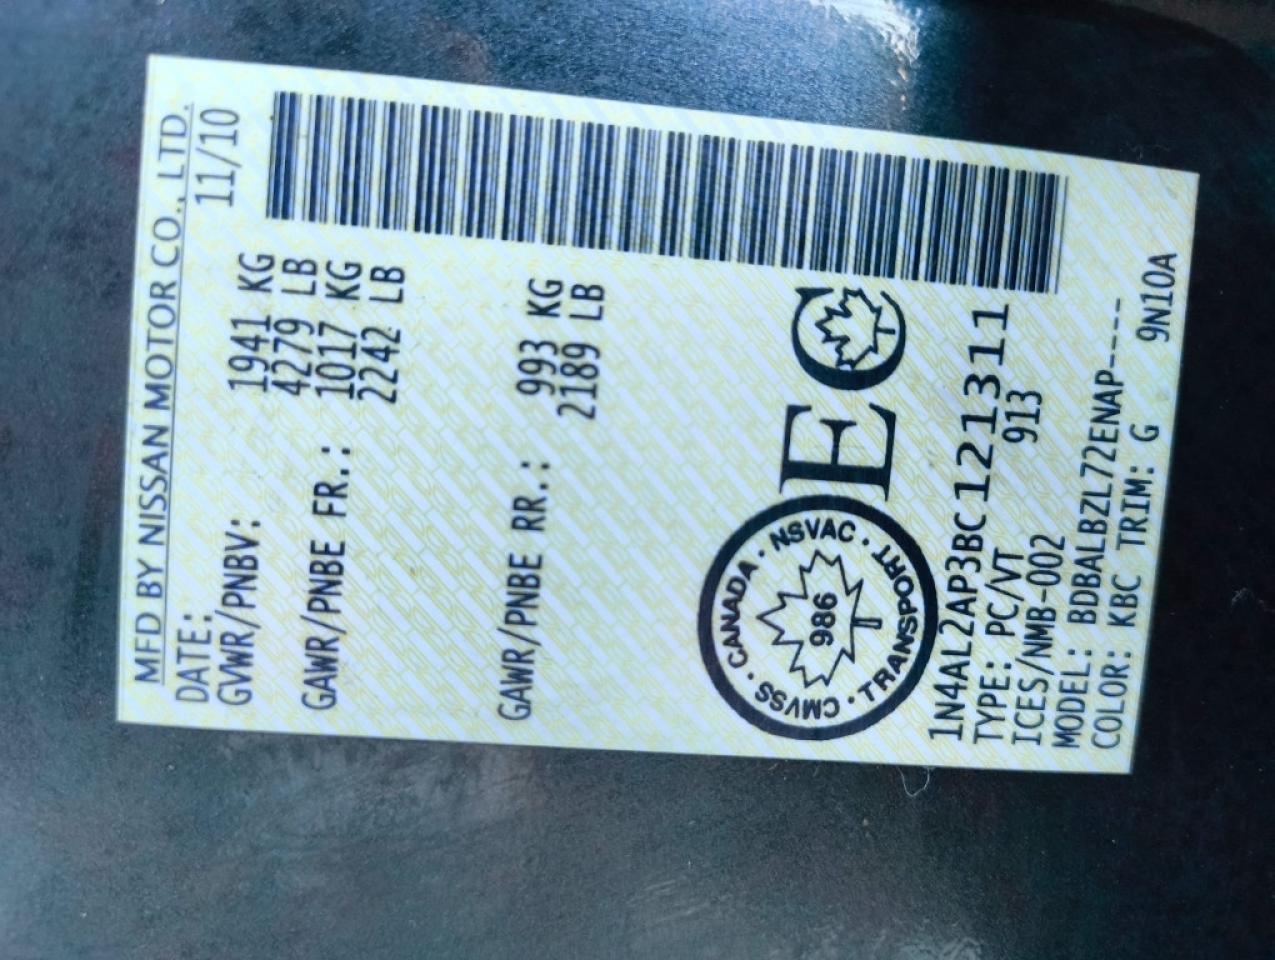 MFD BY NISSAN MOTOR CO., LTD.
DATE: 11/10
GVWR/PNBV: 1941 KG
4279 LB
GAWR/PNBE FR.: 1017 KG
2242 LB
GAWR/PNBE RR.: 993 KG
2189 LB
CANADA · NSVAC · TRANSPORT · CMVSS ·
986
EC
1N4AL2AP3BC121311
TYPE: PC/VT 913
ICES/NMB-002
MODEL: BDBALBZL72ENAP----
COLOR: KBC TRIM: G 9N10A